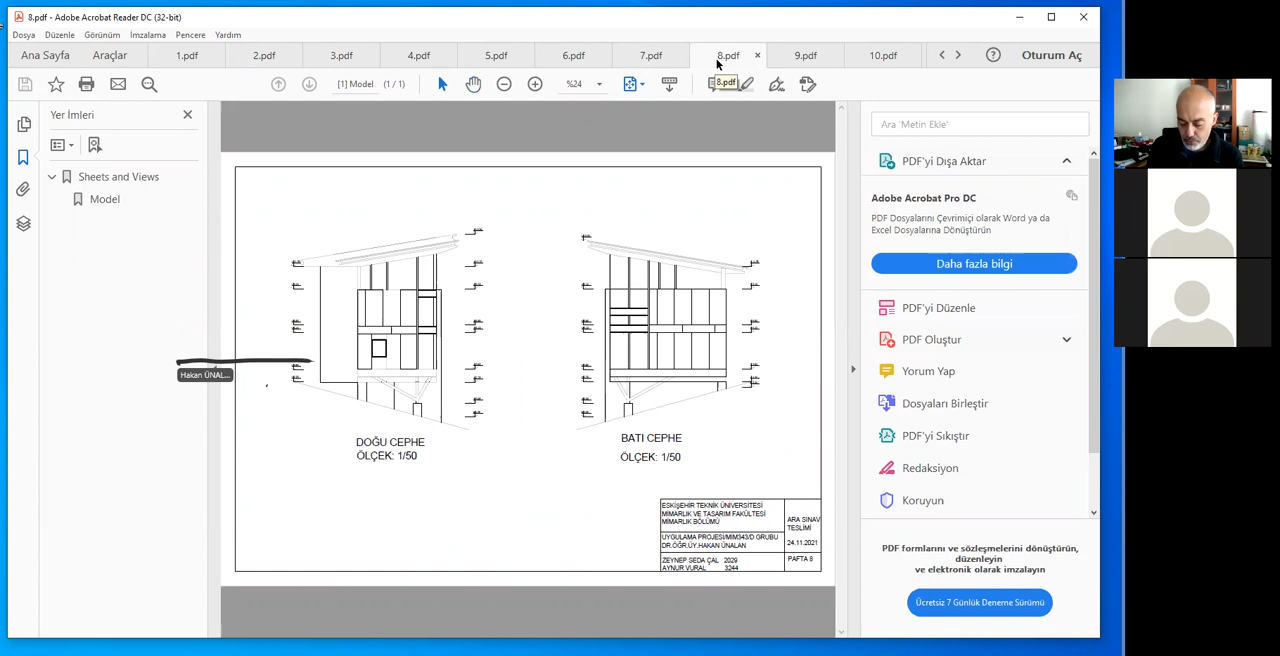 8.pdf - Adobe Acrobat Reader DC (32-bit)
Dosya Düzenle Görünüm İmzalama Pencere Yardım
Ana Sayfa Araçlar 1.pdf 2.pdf 3.pdf 4.pdf 5.pdf 6.pdf 7.pdf 8.pdf 9.pdf 10.pdf Oturum Aç
[1] Model (1 / 1) %24
8.pdf
Yer İmleri
Sheets and Views
Model
Hakan ÜNAL...
DOĞU CEPHE
ÖLÇEK: 1/50
BATI CEPHE
ÖLÇEK: 1/50
ESKİŞEHİR TEKNİK ÜNİVERSİTESİ
MİMARLIK VE TASARIM FAKÜLTESİ
MİMARLIK BÖLÜMÜ
UYGULAMA PROJESİ/MIM343/D GRUBU
DR.ÖĞR.ÜY.HAKAN ÜNALAN
ZEYNEP SEDA ÇAL 2029
AYNUR VURAL 3244
ARA SINAV
TESLİMİ
24.11.2021
PAFTA 8
Ara 'Metin Ekle'
PDF'yi Dışa Aktar
Adobe Acrobat Pro DC
PDF Dosyalarını Çevrimiçi olarak Word ya da
Excel Dosyalarına Dönüştürün
Daha fazla bilgi
PDF'yi Düzenle
PDF Oluştur
Yorum Yap
Dosyaları Birleştir
PDF'yi Sıkıştır
Redaksiyon
Koruyun
PDF formlarını ve sözleşmelerini dönüştürün,
düzenleyin
ve elektronik olarak imzalayın
Ücretsiz 7 Günlük Deneme Sürümü